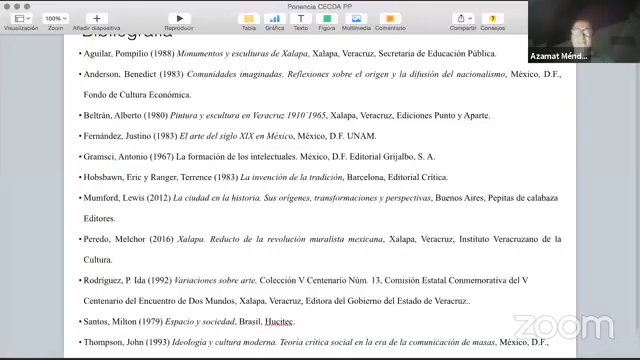 Ponencia CECDA PP
100%
Visualización Zoom Añadir diapositiva Reproducir Tabla Gráfica Texto Figura Multimedia Comentario Compartir Consejos
Azamat Ménd...
Bibliografía
• Aguilar, Pompilio (1988) Monumentos y esculturas de Xalapa, Xalapa, Veracruz, Secretaría de Educación Pública.
• Anderson, Benedict (1983) Comunidades imaginadas. Reflexiones sobre el origen y la difusión del nacionalismo, México, D.F.,
Fondo de Cultura Económica.
• Beltrán, Alberto (1980) Pintura y escultura en Veracruz 1910´1965, Xalapa, Veracruz, Ediciones Punto y Aparte.
• Fernández, Justino (1983) El arte del siglo XIX en México, México, D.F. UNAM.
• Gramsci, Antonio (1967) La formación de los intelectuales. México, D.F. Editorial Grijalbo, S. A.
• Hobsbawn, Eric y Ranger, Terrence (1983) La invención de la tradición, Barcelona, Editorial Crítica.
• Mumford, Lewis (2012) La ciudad en la historia. Sus orígenes, transformaciones y perspectivas, Buenos Aires, Pepitas de calabaza
Editores.
• Peredo, Melchor (2016) Xalapa. Reducto de la revolución muralista mexicana, Xalapa, Veracruz, Instituto Veracruzano de la
Cultura.
• Rodríguez, P. Ida (1992) Variaciones sobre arte, Colección V Centenario Núm. 13, Comisión Estatal Conmemorativa del V
Centenario del Encuentro de Dos Mundos, Xalapa, Veracruz, Editora del Gobierno del Estado de Veracruz..
• Santos, Milton (1979) Espacio y sociedad, Brasil, Hucitec.
• Thompson, John (1993) Ideología y cultura moderna. Teoría crítica social en la era de la comunicación de masas, México, D.F.,
zoom